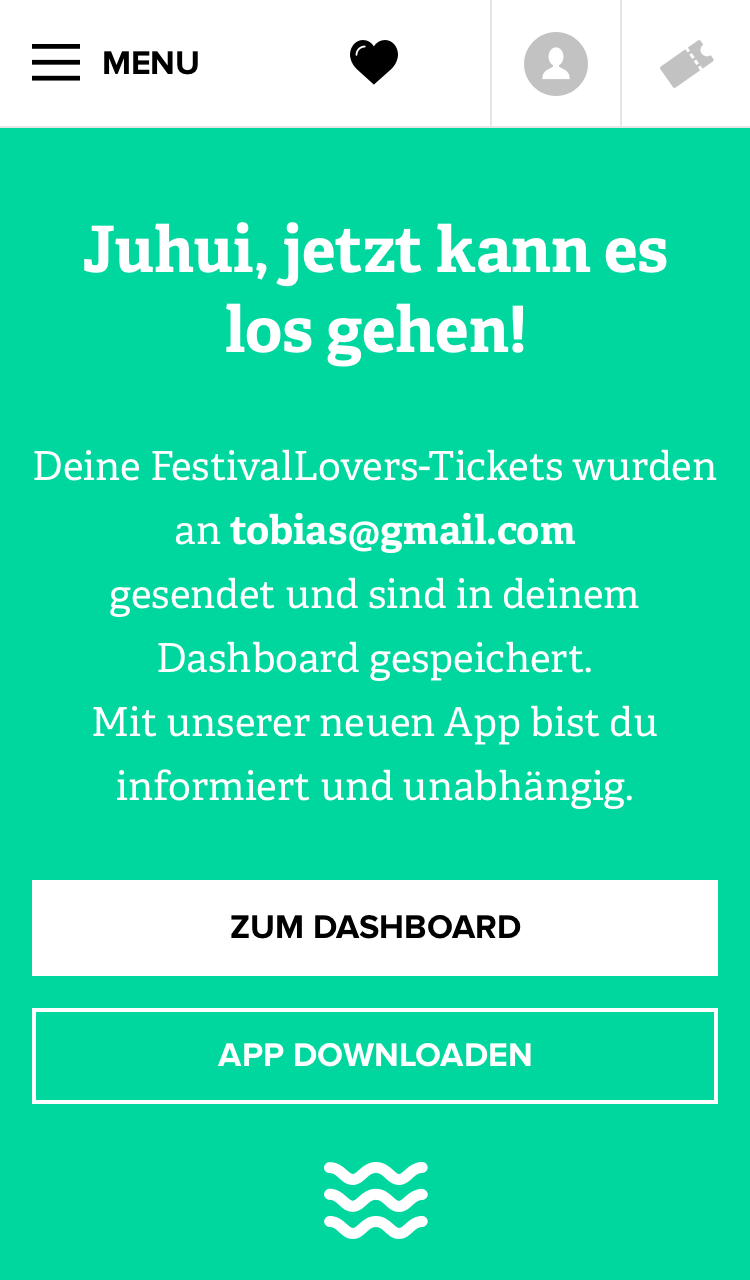 MENU
Juhui, jetzt kann es
los gehen!
Deine FestivalLovers-Tickets wurden
an tobias@gmail.com
gesendet und sind in deinem
Dashboard gespeichert.
Mit unserer neuen App bist du
informiert und unabhängig.
ZUM DASHBOARD
APP DOWNLOADEN